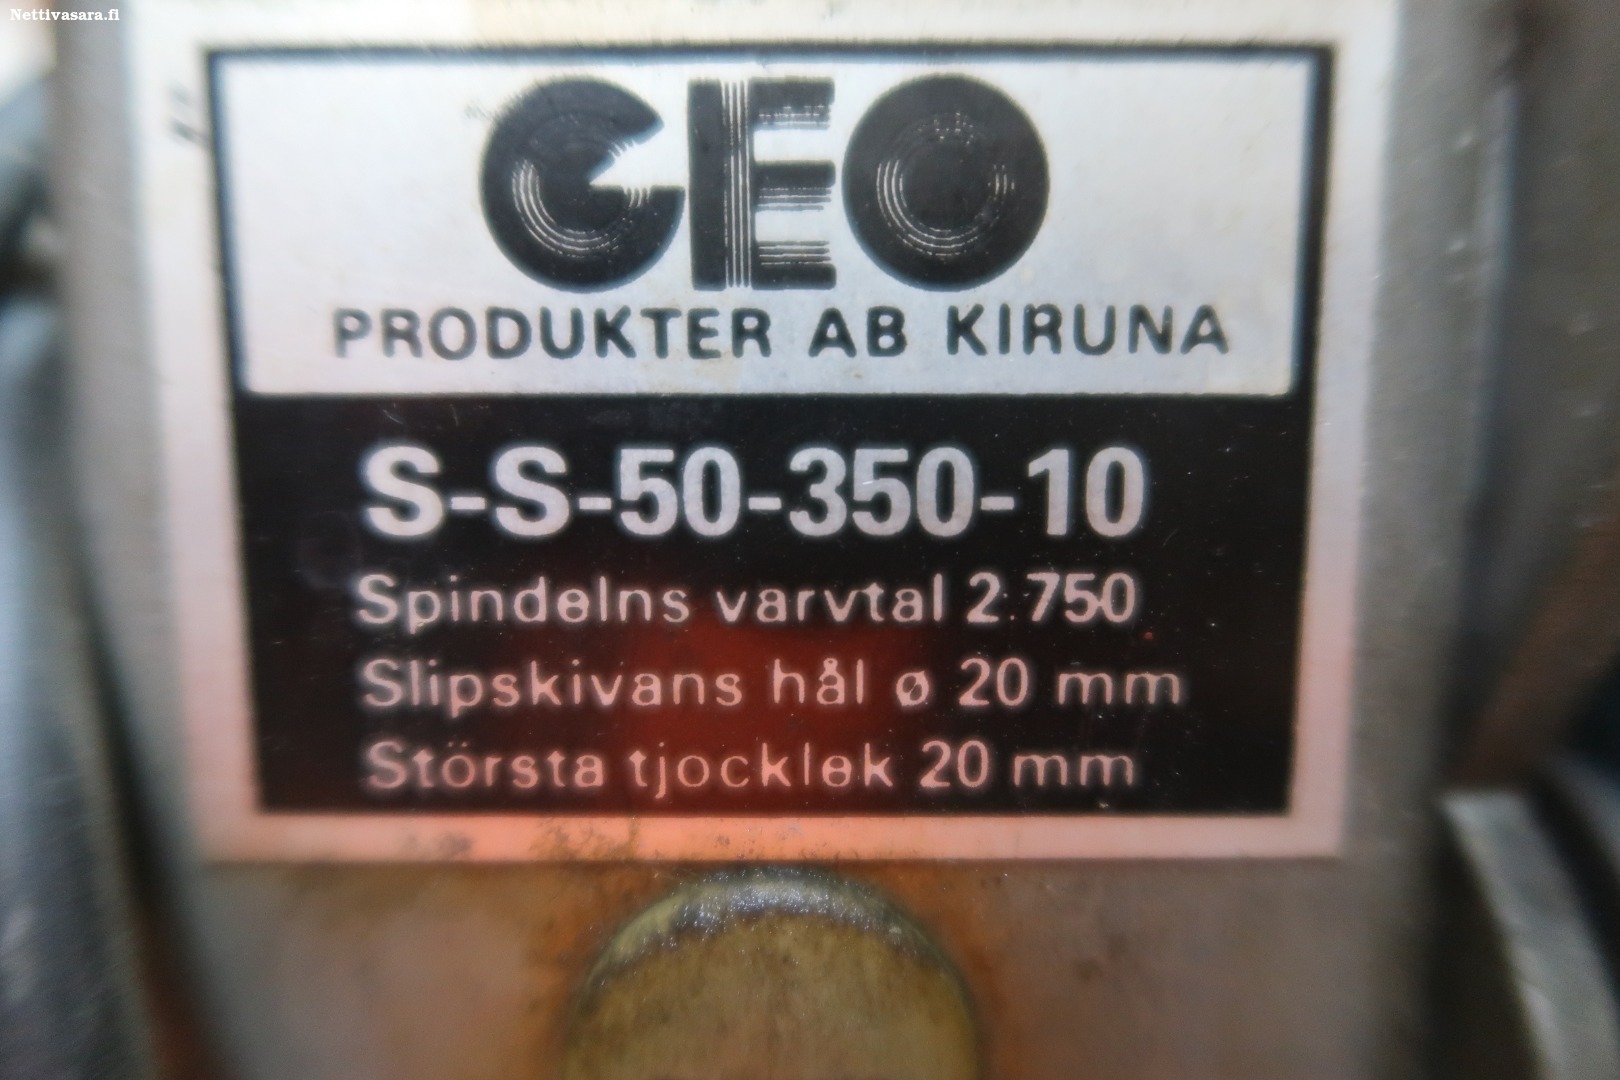 Nettivasara.fi
GEO
PRODUKTER AB KIRUNA
S-S-50-350-10
Spindelns varvtal 2.750
Slipskivans hål ø 20 mm
Största tjocklek 20 mm